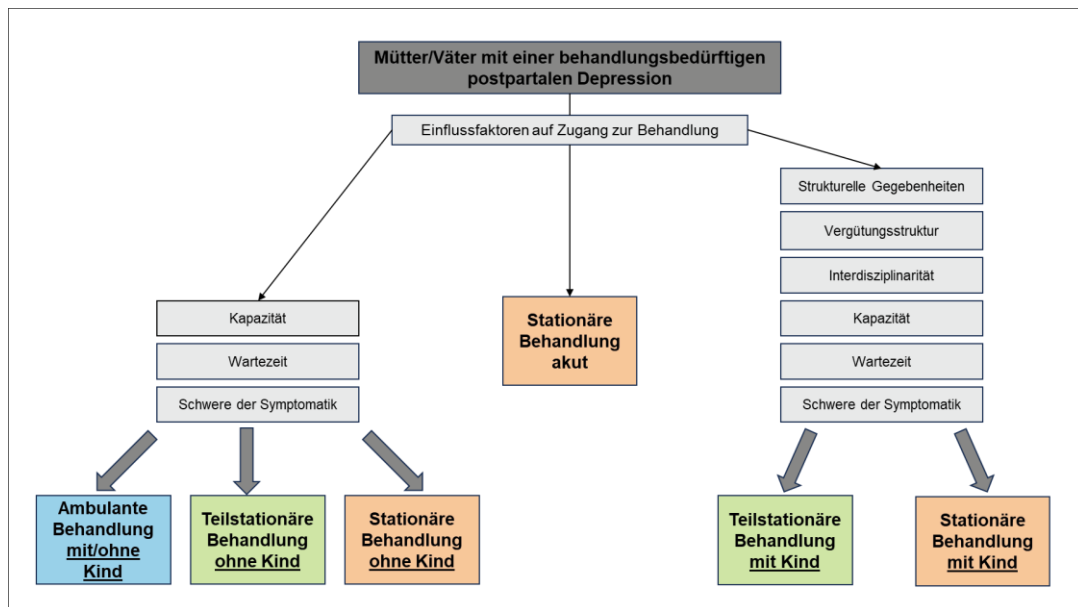 Mütter/Väter mit einer behandlungsbedürftigen
postpartalen Depression
Einflussfaktoren auf Zugang zur Behandlung
Kapazität
Wartezeit
Schwere der Symptomatik
Ambulante
Behandlung
mit/ohne
Kind
Teilstationäre
Behandlung
ohne Kind
Stationäre
Behandlung
ohne Kind
Stationäre
Behandlung
akut
Strukturelle Gegebenheiten
Vergütungsstruktur
Interdisziplinarität
Kapazität
Wartezeit
Schwere der Symptomatik
Teilstationäre
Behandlung
mit Kind
Stationäre
Behandlung
mit Kind